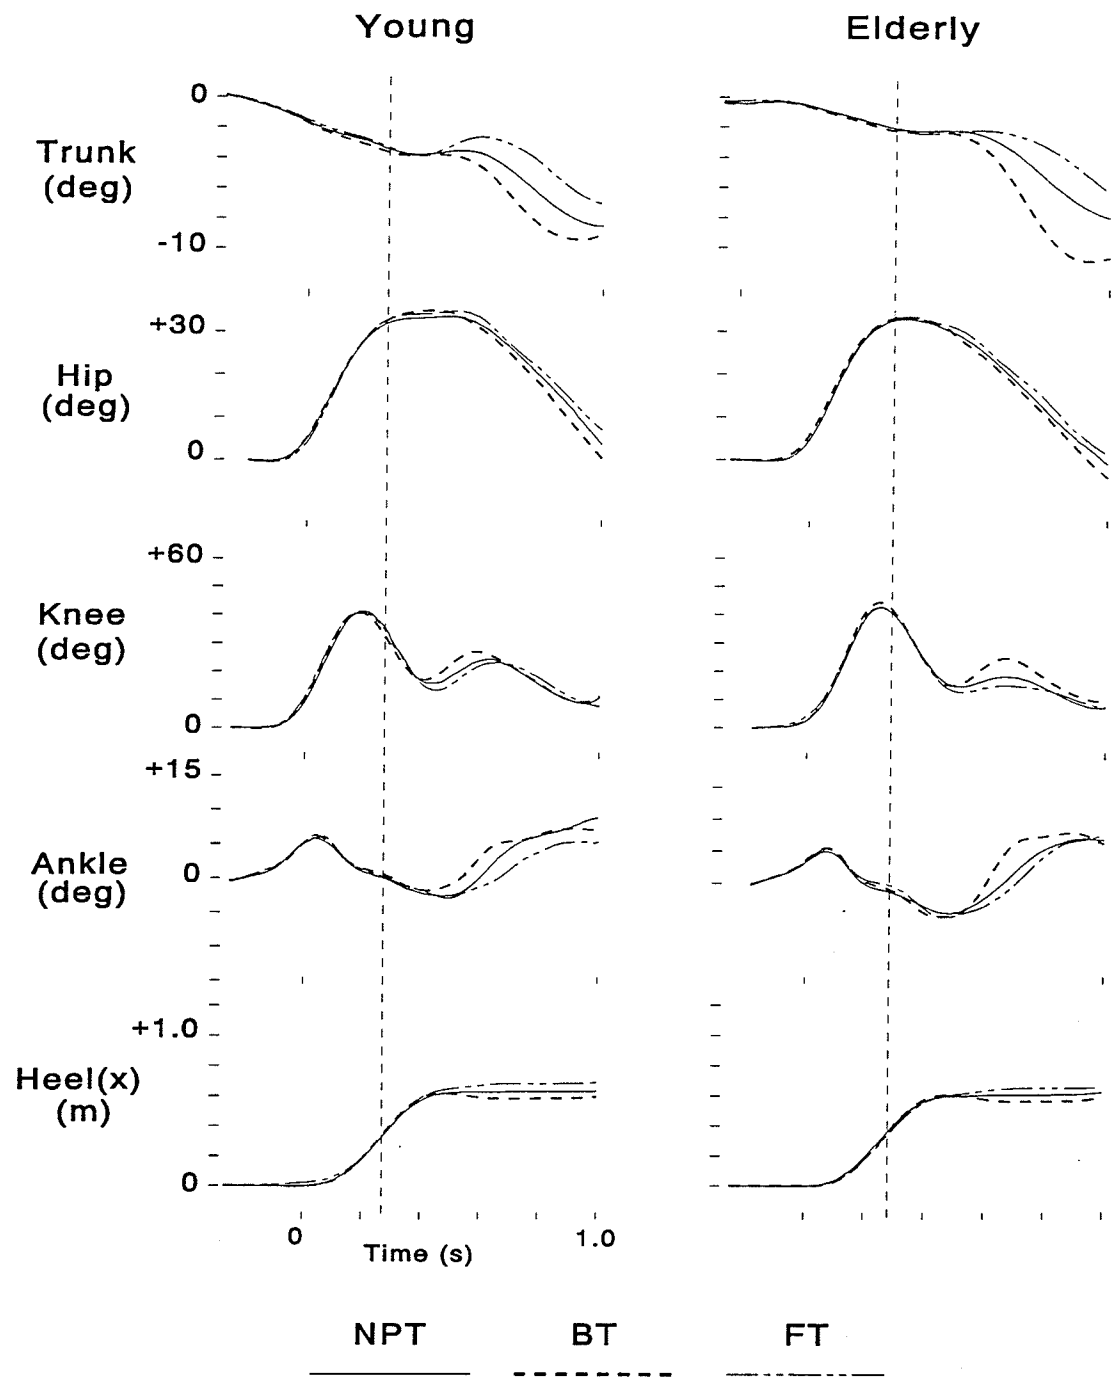 Young Elderly
0
Trunk
(deg)
-10
+30
Hip
(deg)
0
+60
Knee
(deg)
0
+15
Ankle
(deg)
0
+1.0
Heel(x)
(m)
0
0 1.0
Time (s)
NPT BT FT